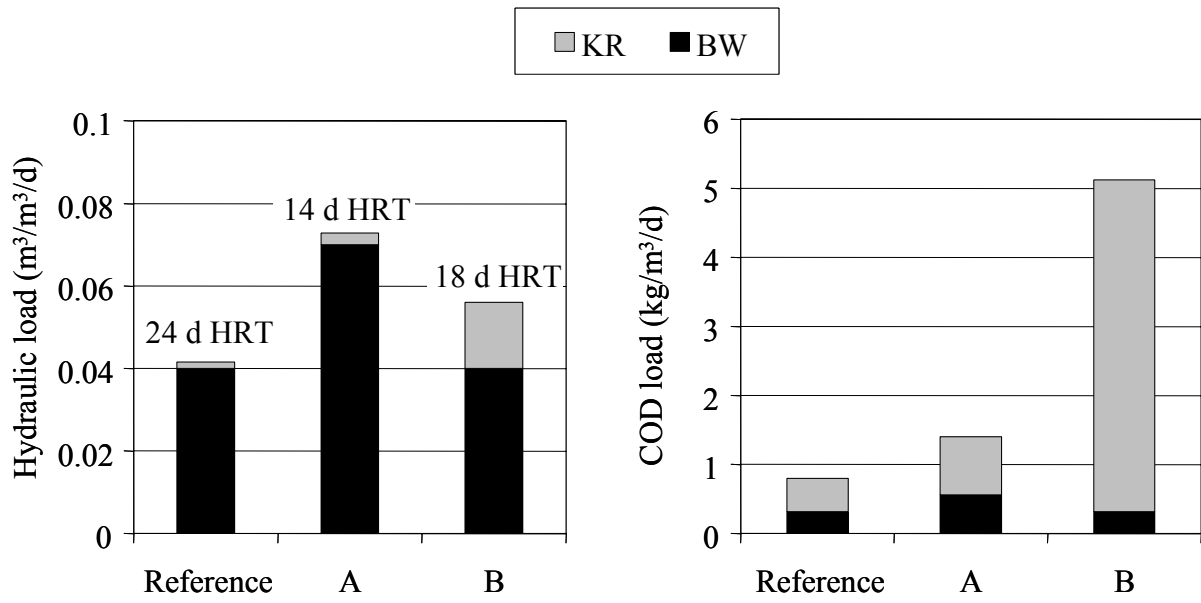 KR BW
Hydraulic load (m³/m³/d)
0.1
0.08
0.06
0.04
0.02
0
24 d HRT
14 d HRT
18 d HRT
Reference A B
COD load (kg/m³/d)
6
5
4
3
2
1
0
Reference A B